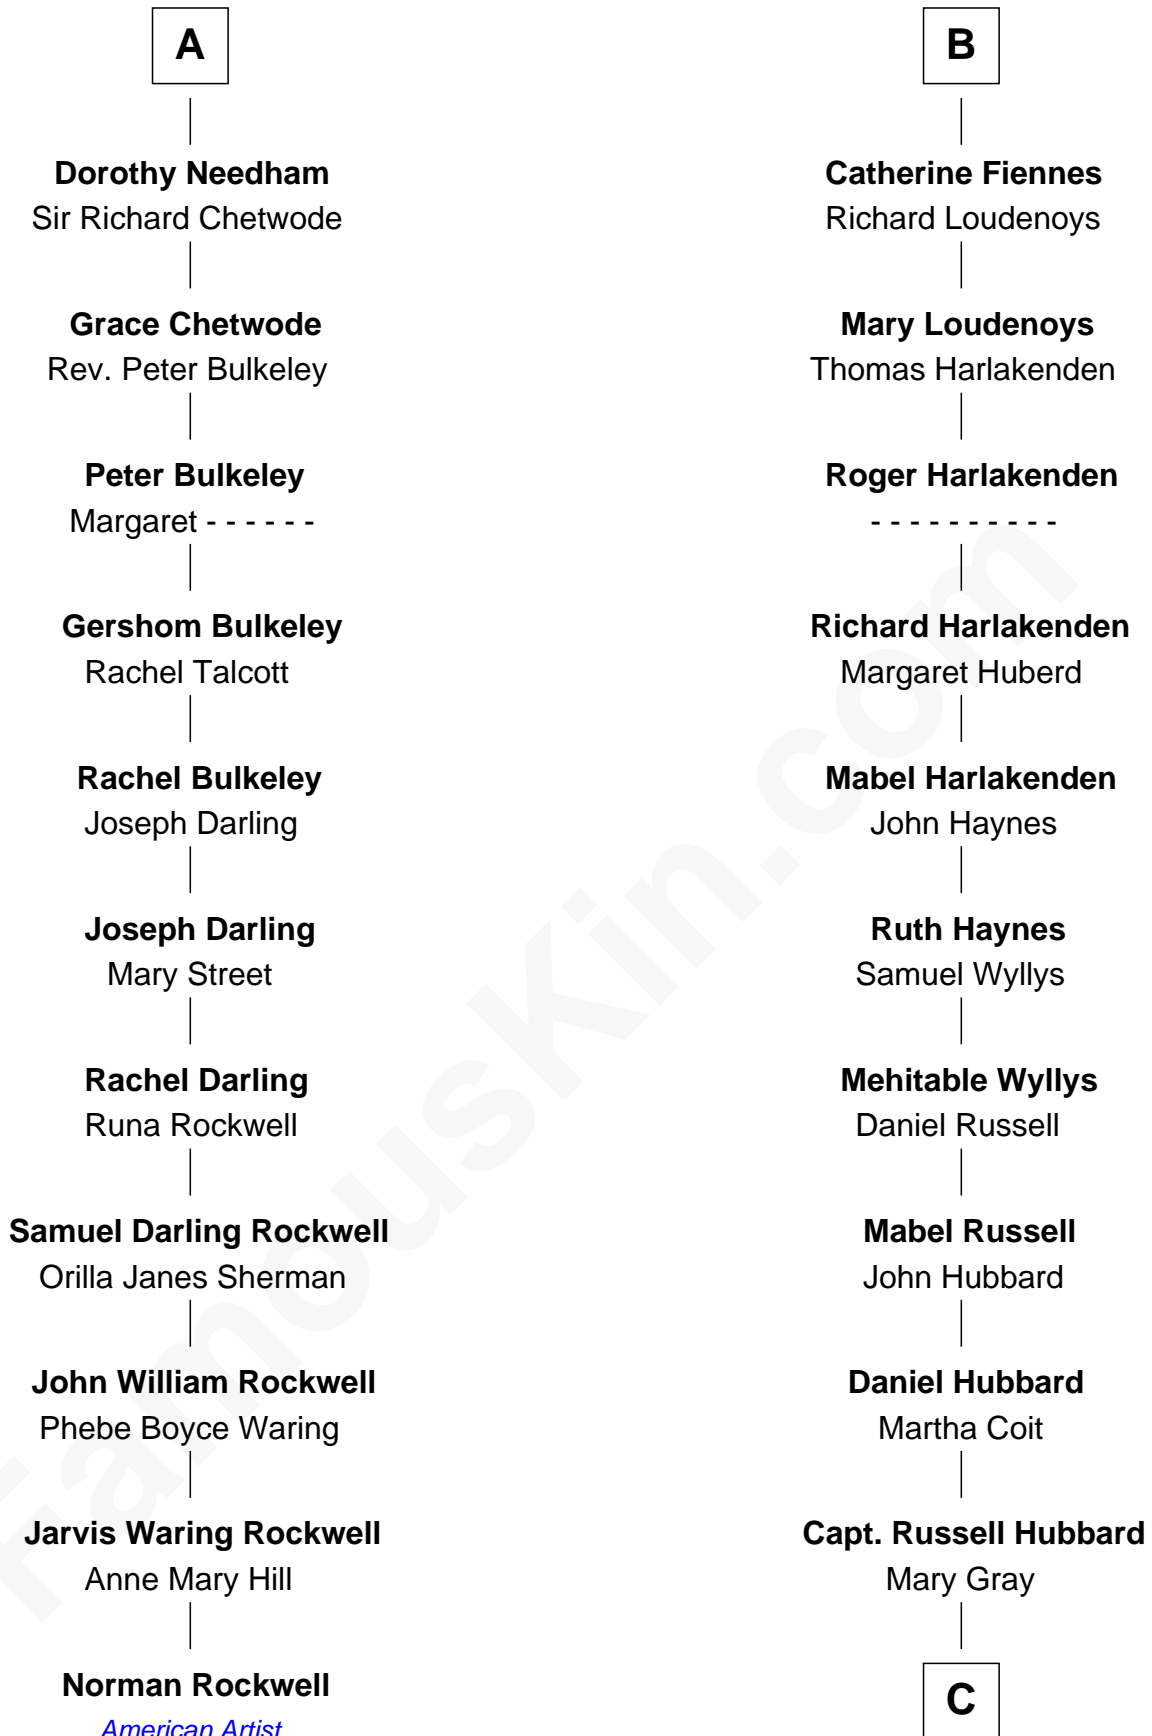 A
Dorothy Needham
Sir Richard Chetwode
Grace Chetwode
Rev. Peter Bulkeley
Peter Bulkeley
Margaret - - - - - -
Gershom Bulkeley
Rachel Talcott
Rachel Bulkeley
Joseph Darling
Joseph Darling
Mary Street
Rachel Darling
Runa Rockwell
Samuel Darling Rockwell
Orilla Janes Sherman
John William Rockwell
Phebe Boyce Waring
Jarvis Waring Rockwell
Anne Mary Hill
Norman Rockwell
American Artist
B
Catherine Fiennes
Richard Loudenoys
Mary Loudenoys
Thomas Harlakenden
Roger Harlakenden
- - - - - - - - - -
Richard Harlakenden
Margaret Huberd
Mabel Harlakenden
John Haynes
Ruth Haynes
Samuel Wyllys
Mehitable Wyllys
Daniel Russell
Mabel Russell
John Hubbard
Daniel Hubbard
Martha Coit
Capt. Russell Hubbard
Mary Gray
C
FamousKin.com